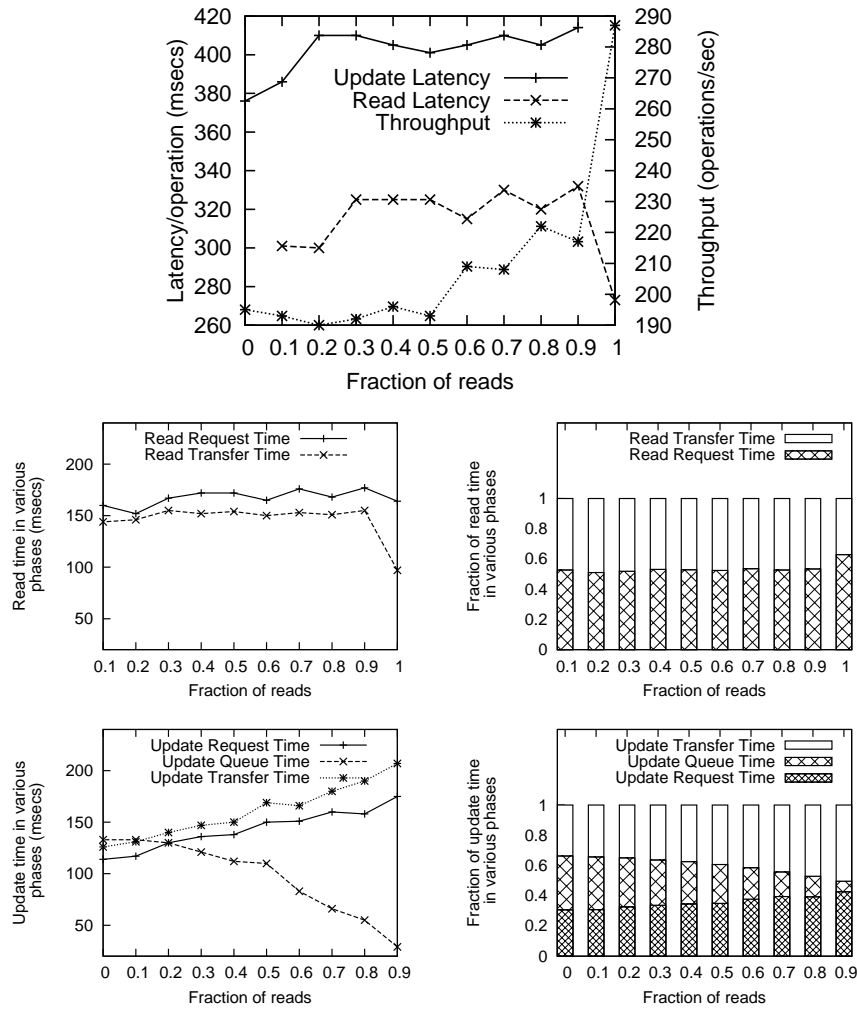 420
400
380
360
340
320
300
280
260
Latency/operation (msecs)
Update Latency
Read Latency
Throughput
290
280
270
260
250
240
230
220
210
200
190
Throughput (operations/sec)
0 0.1 0.2 0.3 0.4 0.5 0.6 0.7 0.8 0.9 1
Fraction of reads
Read time in various
phases (msecs)
200
150
100
50
Read Request Time
Read Transfer Time
0.1 0.2 0.3 0.4 0.5 0.6 0.7 0.8 0.9 1
Fraction of reads
Fraction of read time
in various phases
1
0.8
0.6
0.4
0.2
0
Read Transfer Time
Read Request Time
0.1 0.2 0.3 0.4 0.5 0.6 0.7 0.8 0.9 1
Fraction of reads
Update time in various
phases (msecs)
200
150
100
50
Update Request Time
Update Queue Time
Update Transfer Time
0 0.1 0.2 0.3 0.4 0.5 0.6 0.7 0.8 0.9
Fraction of reads
Fraction of update time
in various phases
1
0.8
0.6
0.4
0.2
0
Update Transfer Time
Update Queue Time
Update Request Time
0 0.1 0.2 0.3 0.4 0.5 0.6 0.7 0.8 0.9
Fraction of reads